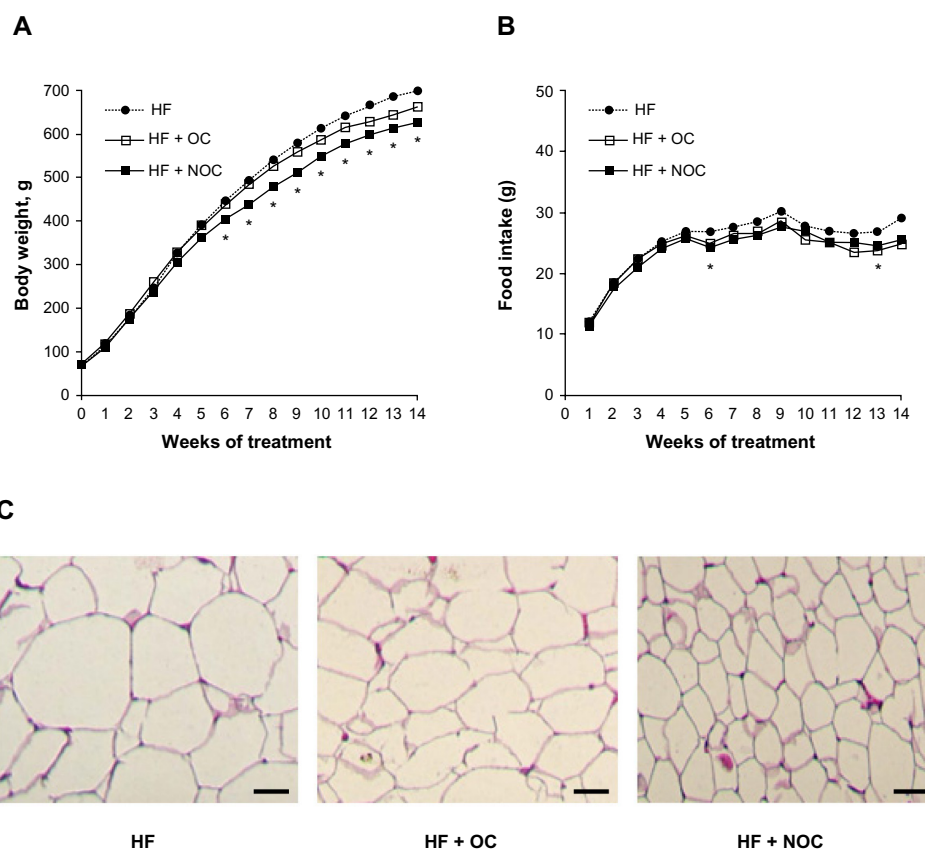 A
B
Body weight, g
700
600
500
400
300
200
100
0
HF
HF + OC
HF + NOC
*
*
*
*
*
*
*
*
*
0 1 2 3 4 5 6 7 8 9 10 11 12 13 14
Weeks of treatment
Food intake (g)
50
40
30
20
10
0
HF
HF + OC
HF + NOC
*
*
0 1 2 3 4 5 6 7 8 9 10 11 12 13 14
Weeks of treatment
C
HF
HF + OC
HF + NOC